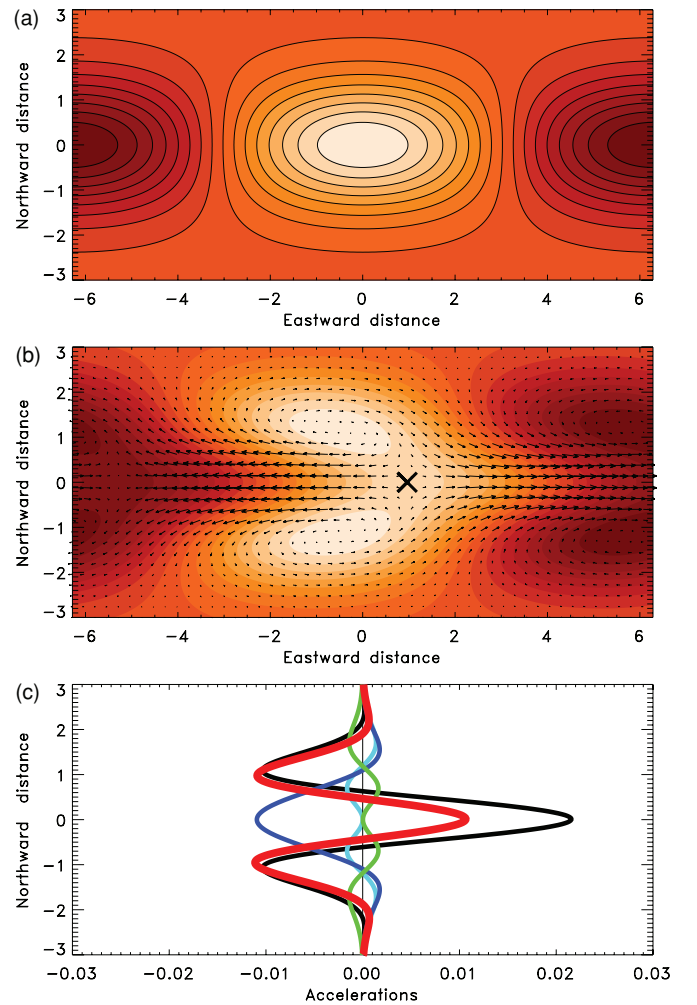 (a)
3
2
1
0
-1
-2
-3
Northward distance
-6 -4 -2 0 2 4 6
Eastward distance
(b)
3
2
1
0
-1
-2
-3
Northward distance
-6 -4 -2 0 2 4 6
Eastward distance
(c)
3
2
1
0
-1
-2
-3
Northward distance
-0.03 -0.02 -0.01 0.00 0.01 0.02 0.03
Accelerations